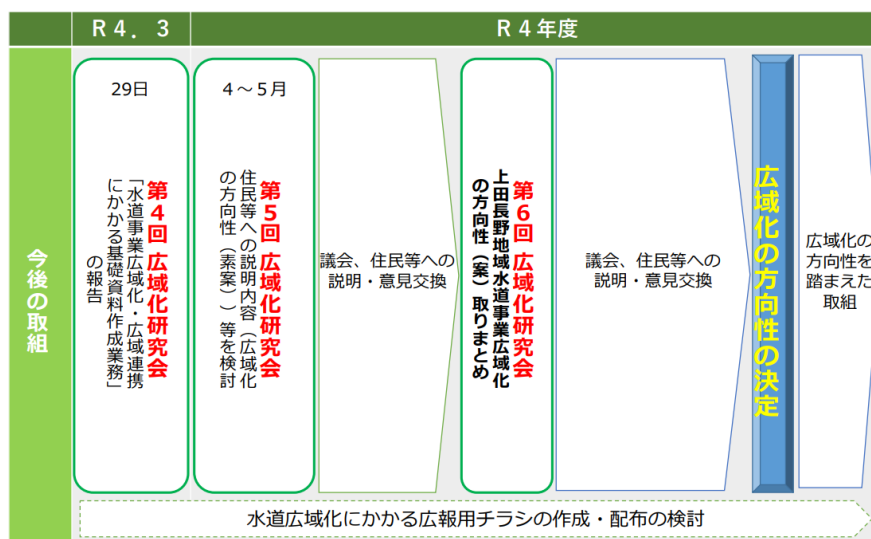 R４．３
R４年度
今後の取組
29日
第４回 広域化研究会
「水道事業広域化・広域連携
にかかる基礎資料作成業務」
の報告
４～５月
第５回 広域化研究会
住民等への説明内容（広域化
の方向性（素案））等を検討
議会、住民等への
説明・意見交換
第６回 広域化研究会
上田長野地域水道事業広域化
の方向性（案）取りまとめ
議会、住民等への
説明・意見交換
広域化の方向性の決定
広域化の
方向性を
踏まえた
取組
水道広域化にかかる広報用チラシの作成・配布の検討